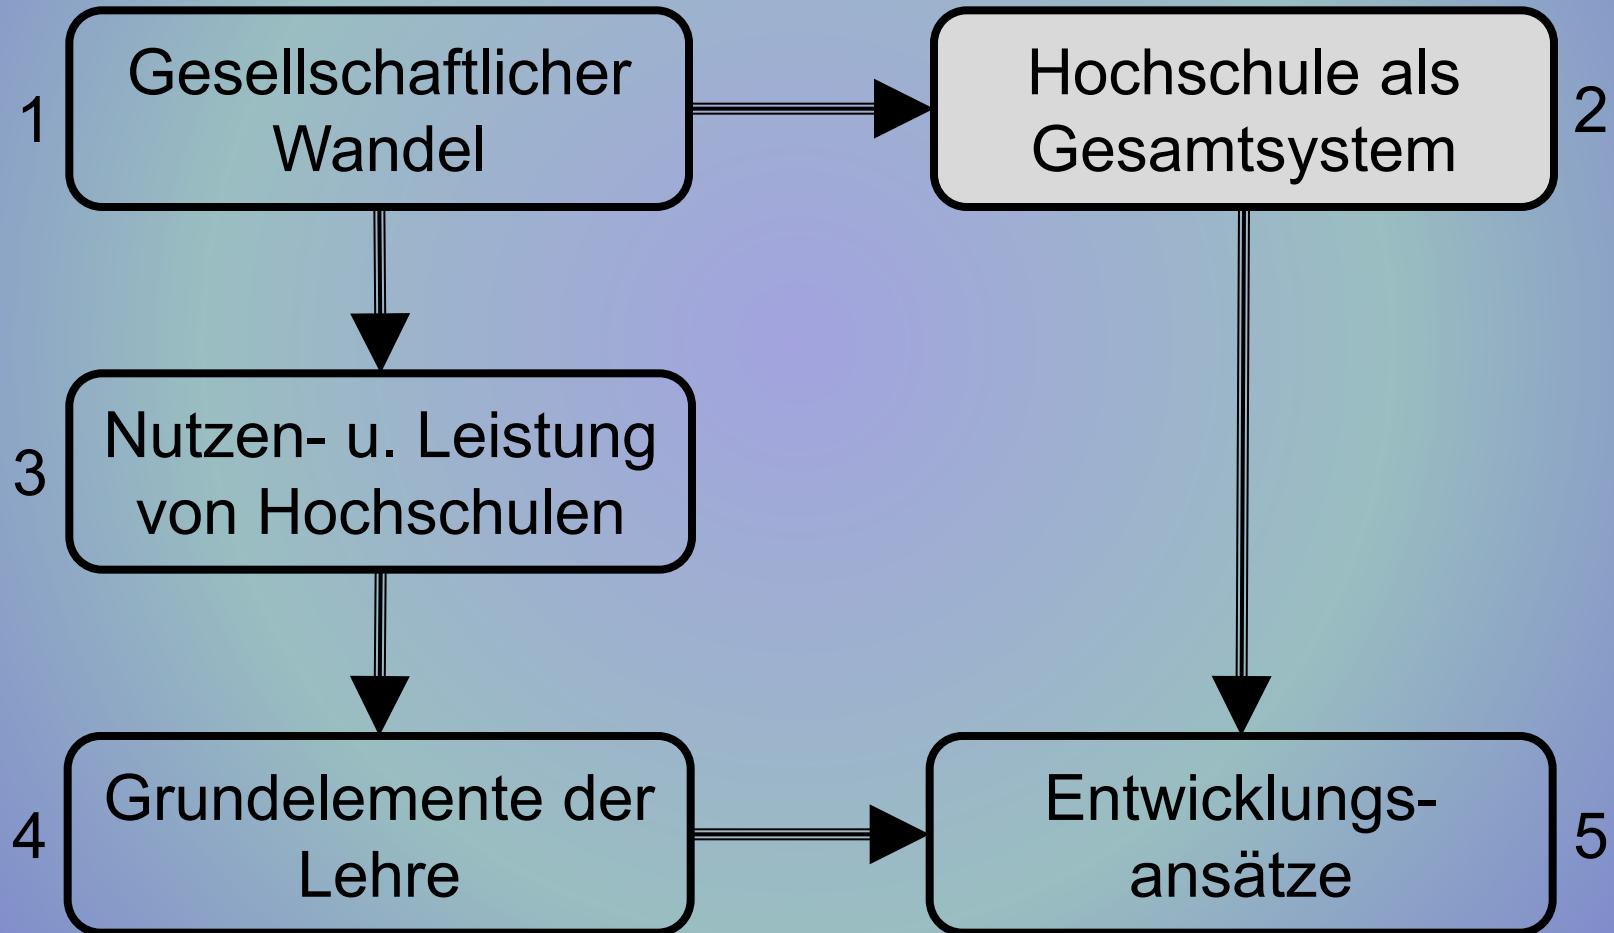 1
Gesellschaftlicher
Wandel
Hochschule als
Gesamtsystem
2
3
Nutzen- u. Leistung
von Hochschulen
4
Grundelemente der
Lehre
Entwicklungs-
ansätze
5